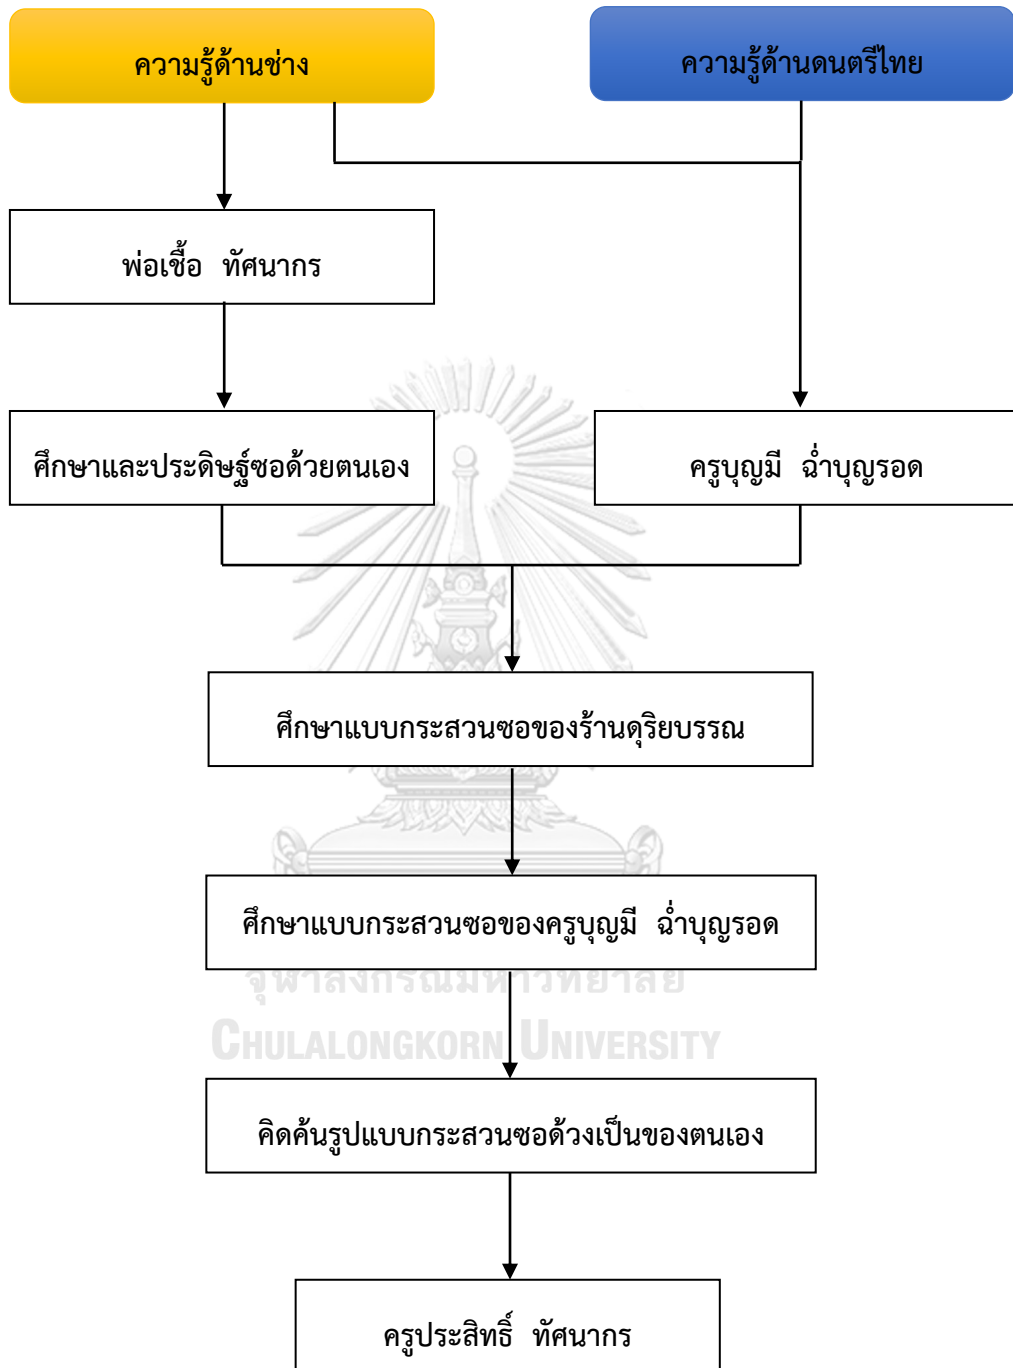 ความรู้ด้านช่าง
ความรู้ด้านดนตรีไทย
พ่อเชื้อ ทัศนากร
ศึกษาและประดิษฐ์ซอด้วยตนเอง
ครูบุญมี ฉ่ำบุญรอด
ศึกษาแบบกระสวนซอของร้านดุริยบรรณ
ศึกษาแบบกระสวนซอของครูบุญมี ฉ่ำบุญรอด
จุฬาลงกรณ์มหาวิทยาลัย
CHULALONGKORN UNIVERSITY
คิดค้นรูปแบบกระสวนซอด้วงเป็นของตนเอง
ครูประสิทธิ์ ทัศนากร